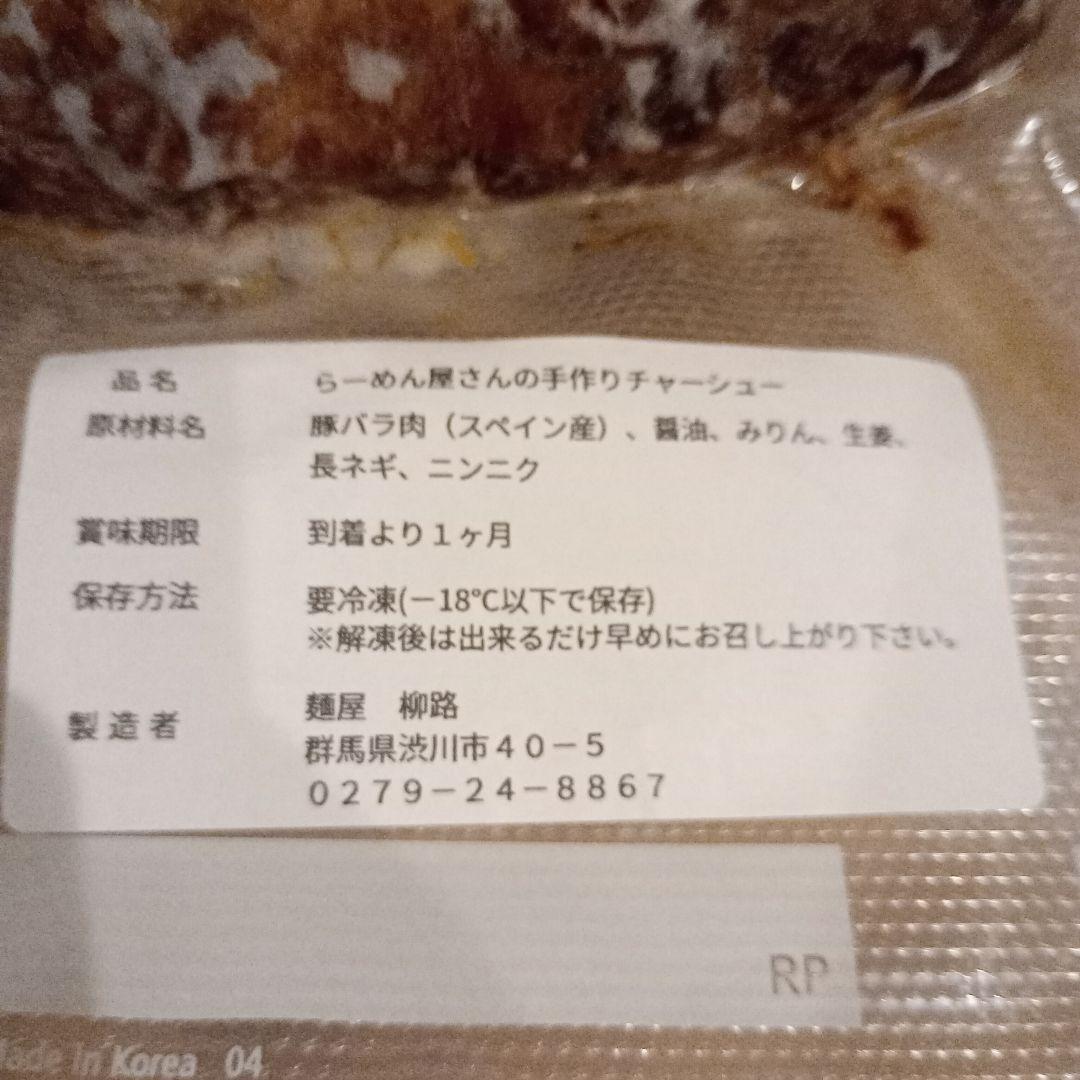 品名 らーめん屋さんの手作りチャーシュー
原材料名 豚バラ肉（スペイン産）、醤油、みりん、生姜、
長ネギ、ニンニク
賞味期限 到着より１ヶ月
保存方法 要冷凍(－18℃以下で保存)
※解凍後は出来るだけ早めにお召し上がり下さい。
製造者 麺屋　柳路
群馬県渋川市４０－５
０２７９－２４－８８６７
RP
Made in Korea 04